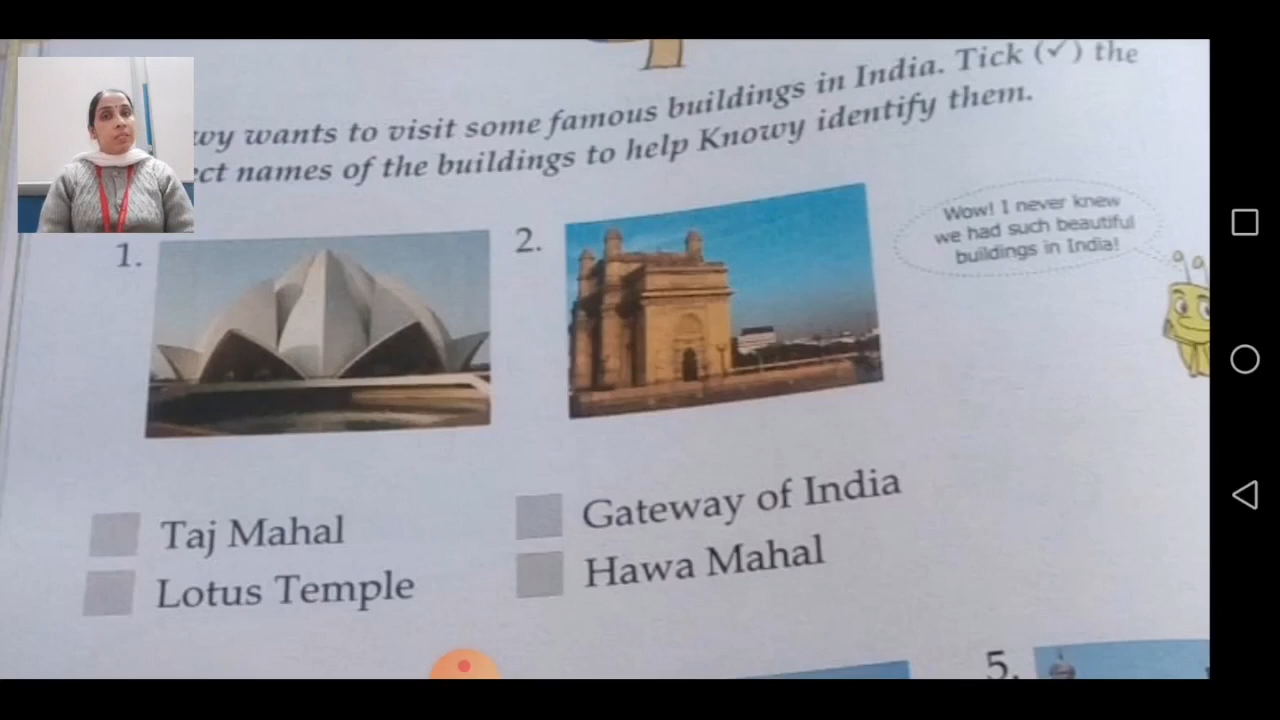 wy wants to visit some famous buildings in India. Tick (✓) the
ct names of the buildings to help Knowy identify them.
1.
2.
Wow! I never knew
we had such beautiful
buildings in India!
Taj Mahal
Lotus Temple
Gateway of India
Hawa Mahal
5.